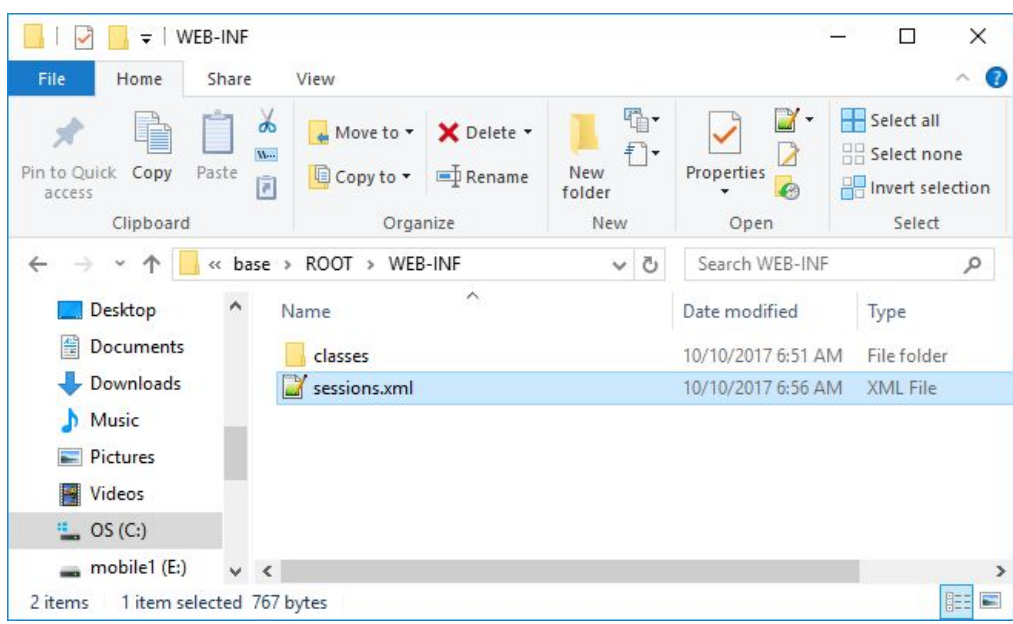 WEB-INF
File Home Share View
Pin to Quick access
Copy
Paste
W...
Clipboard
Move to
Copy to
Delete
Rename
Organize
New folder
New
Properties
Open
Select all
Select none
Invert selection
Select
« base > ROOT > WEB-INF
Search WEB-INF
Desktop
Documents
Downloads
Music
Pictures
Videos
OS (C:)
mobile1 (E:)
Name Date modified Type
classes 10/10/2017 6:51 AM File folder
sessions.xml 10/10/2017 6:56 AM XML File
2 items 1 item selected 767 bytes